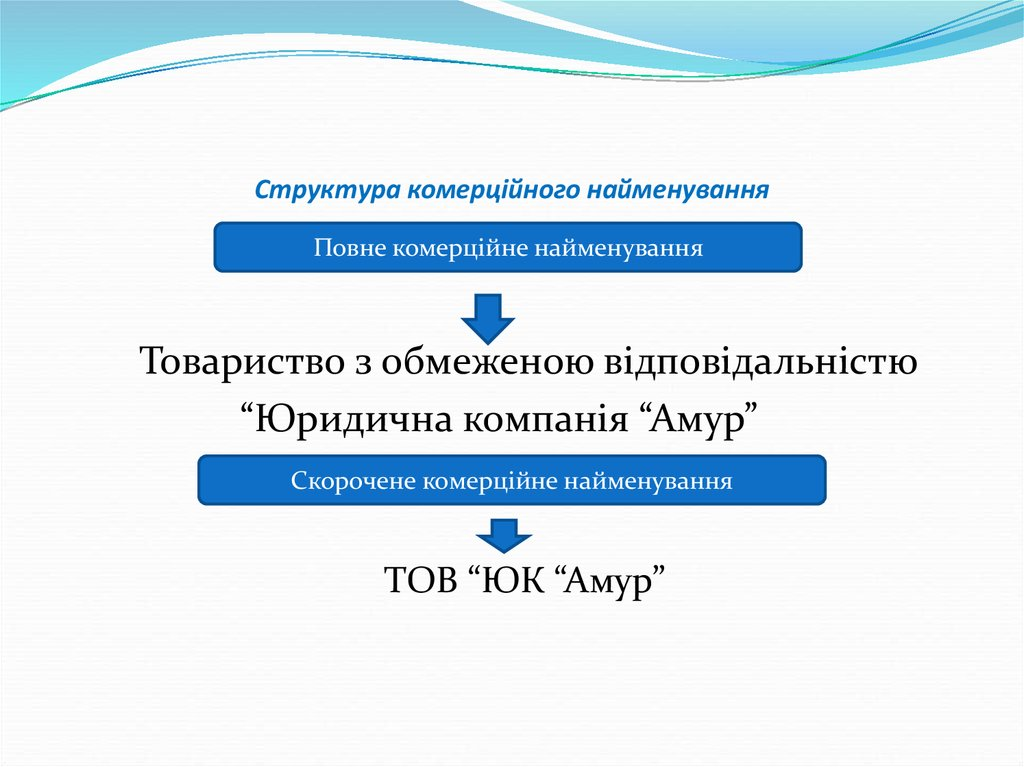 Структура комерційного найменування
Повне комерційне найменування
Товариство з обмеженою відповідальністю
“Юридична компанія “Амур”
Скорочене комерційне найменування
ТОВ “ЮК “Амур”